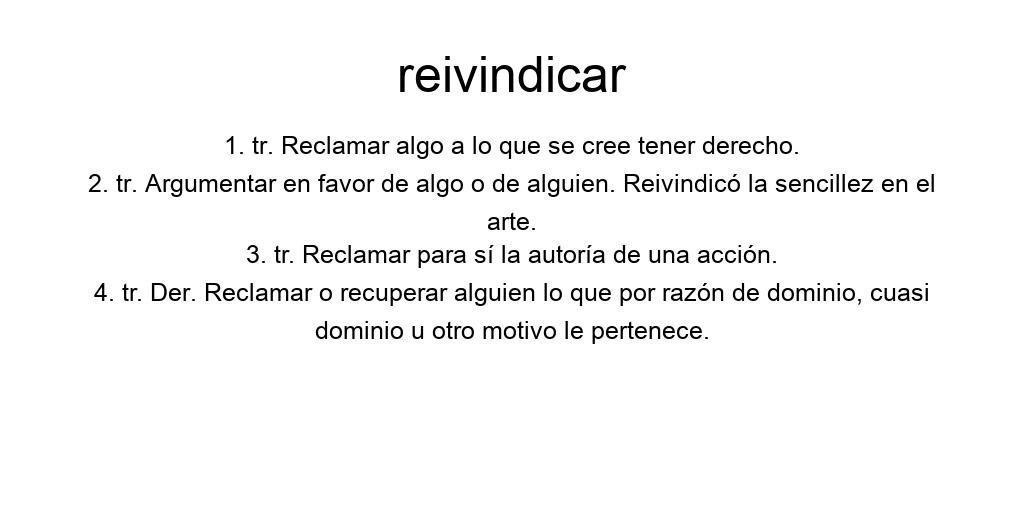 reivindicar
1. tr. Reclamar algo a lo que se cree tener derecho.
2. tr. Argumentar en favor de algo o de alguien. Reivindicó la sencillez en el
arte.
3. tr. Reclamar para sí la autoría de una acción.
4. tr. Der. Reclamar o recuperar alguien lo que por razón de dominio, cuasi
dominio u otro motivo le pertenece.